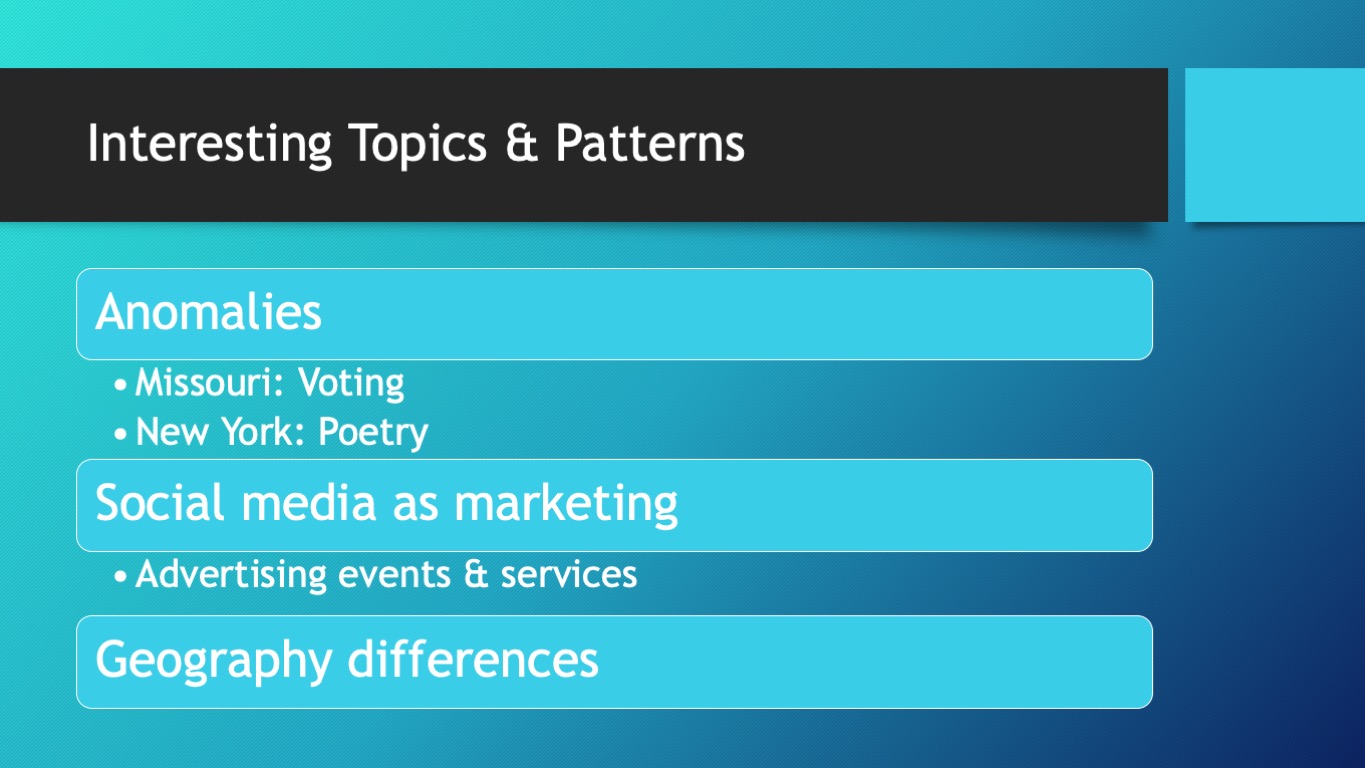 Interesting Topics & Patterns
Anomalies
• Missouri: Voting
• New York: Poetry
Social media as marketing
• Advertising events & services
Geography differences